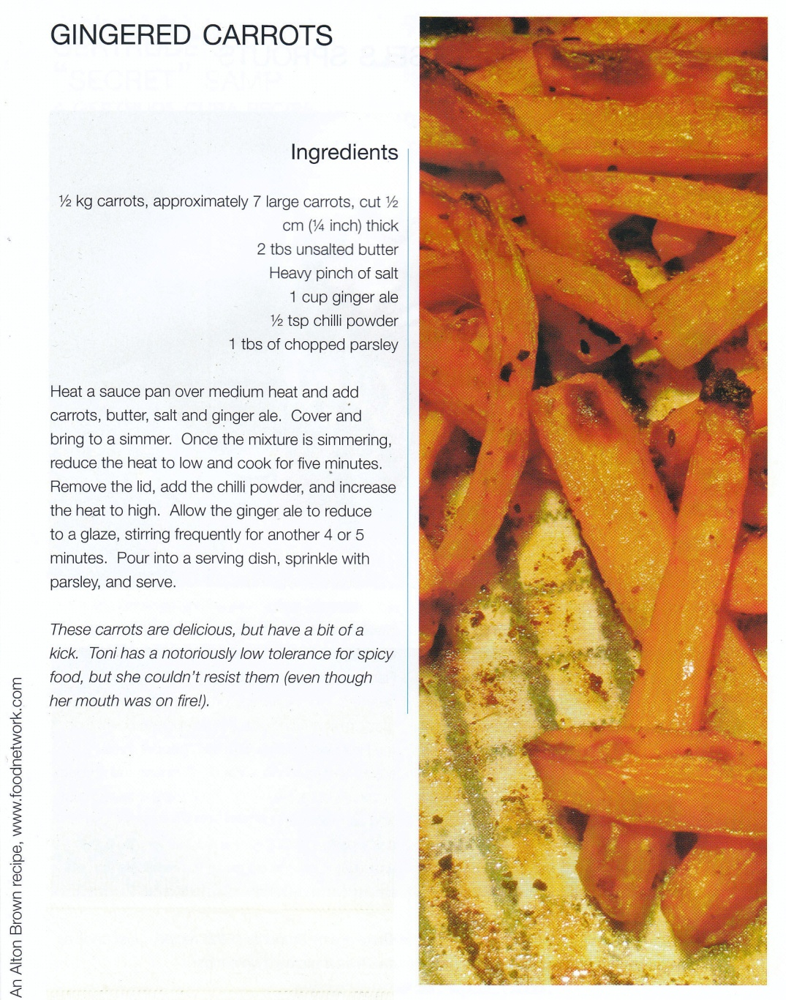 GINGERED CARROTS
Ingredients
½ kg carrots, approximately 7 large carrots, cut ½
cm (¼ inch) thick
2 tbs unsalted butter
Heavy pinch of salt
1 cup ginger ale
½ tsp chilli powder
1 tbs of chopped parsley
Heat a sauce pan over medium heat and add
carrots, butter, salt and ginger ale. Cover and
bring to a simmer. Once the mixture is simmering,
reduce the heat to low and cook for five minutes.
Remove the lid, add the chilli powder, and increase
the heat to high. Allow the ginger ale to reduce
to a glaze, stirring frequently for another 4 or 5
minutes. Pour into a serving dish, sprinkle with
parsley, and serve.
These carrots are delicious, but have a bit of a
kick. Toni has a notoriously low tolerance for spicy
food, but she couldn't resist them (even though
her mouth was on fire!).
An Alton Brown recipe, www.foodnetwork.com